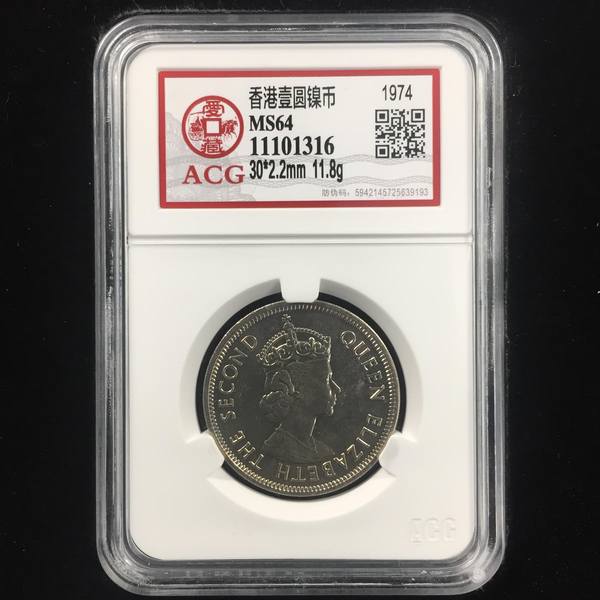 香港壹圆镍币
1974
MS64
11101316
ACG
30*2.2mm 11.8g
防伪码：5942145725639193
QUEEN ELIZABETH THE SECOND
ACG